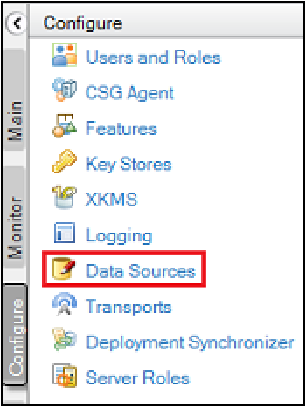 Configure
Users and Roles
CSG Agent
Features
Key Stores
XKMS
Logging
Data Sources
Transports
Deployment Synchronizer
Server Roles
Main
Monitor
Configure